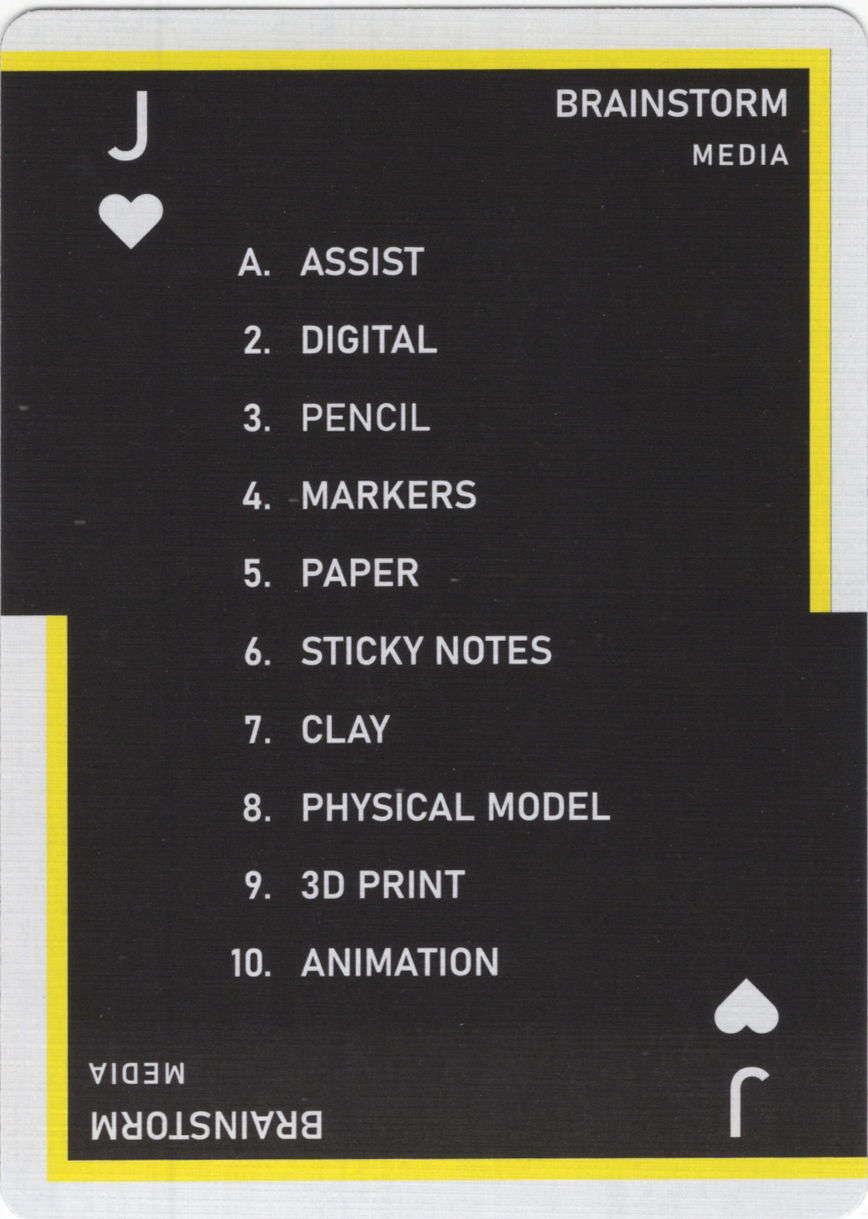 J
BRAINSTORM
MEDIA
A. ASSIST
2. DIGITAL
3. PENCIL
4. MARKERS
5. PAPER
6. STICKY NOTES
7. CLAY
8. PHYSICAL MODEL
9. 3D PRINT
10. ANIMATION
J
BRAINSTORM
MEDIA